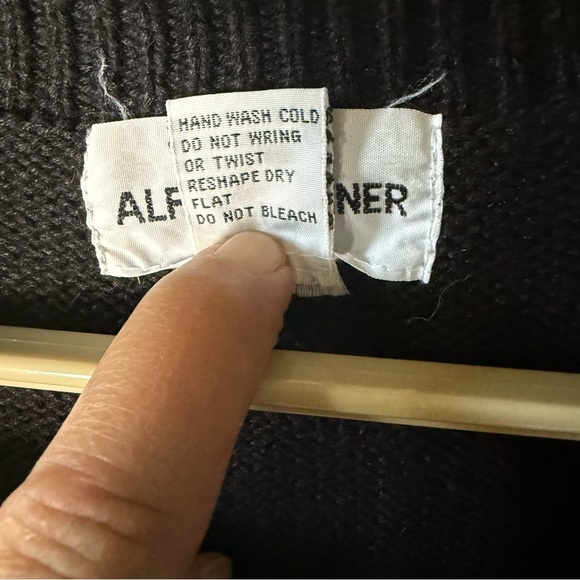 HAND WASH COLD
DO NOT WRING
OR TWIST
RESHAPE DRY
FLAT
DO NOT BLEACH
ALF NER